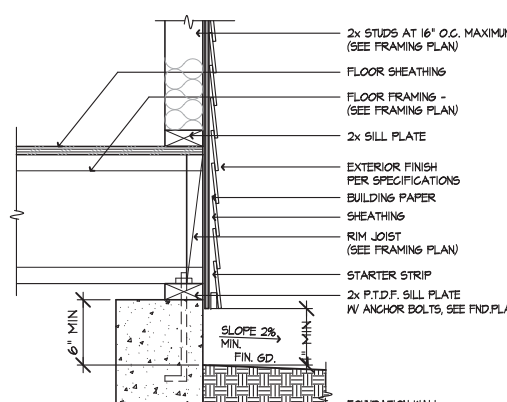 2x STUDS AT 16" O.C. MAXIMUM
(SEE FRAMING PLAN)
FLOOR SHEATHING
FLOOR FRAMING -
(SEE FRAMING PLAN)
2x SILL PLATE
EXTERIOR FINISH
PER SPECIFICATIONS
BUILDING PAPER
SHEATHING
RIM JOIST
(SEE FRAMING PLAN)
STARTER STRIP
2x P.T.D.F. SILL PLATE
W/ ANCHOR BOLTS, SEE FND.PLA
6" MIN
SLOPE 2%
MIN.
FIN. GD.
MIN